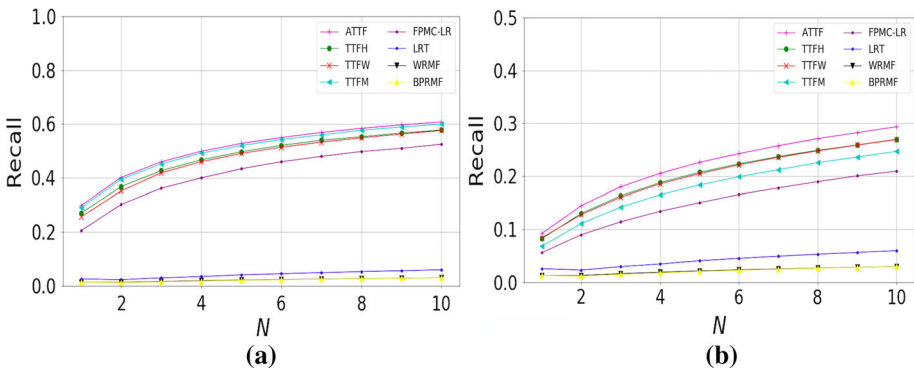 1.0
0.8
0.6
0.4
0.2
0.0
Recall
ATTF
TTFH
TTFW
TTFM
FPMC-LR
LRT
WRMF
BPRMF
2 4 6 8 10
N
(a)
0.5
0.4
0.3
0.2
0.1
0.0
Recall
ATTF
TTFH
TTFW
TTFM
FPMC-LR
LRT
WRMF
BPRMF
2 4 6 8 10
N
(b)